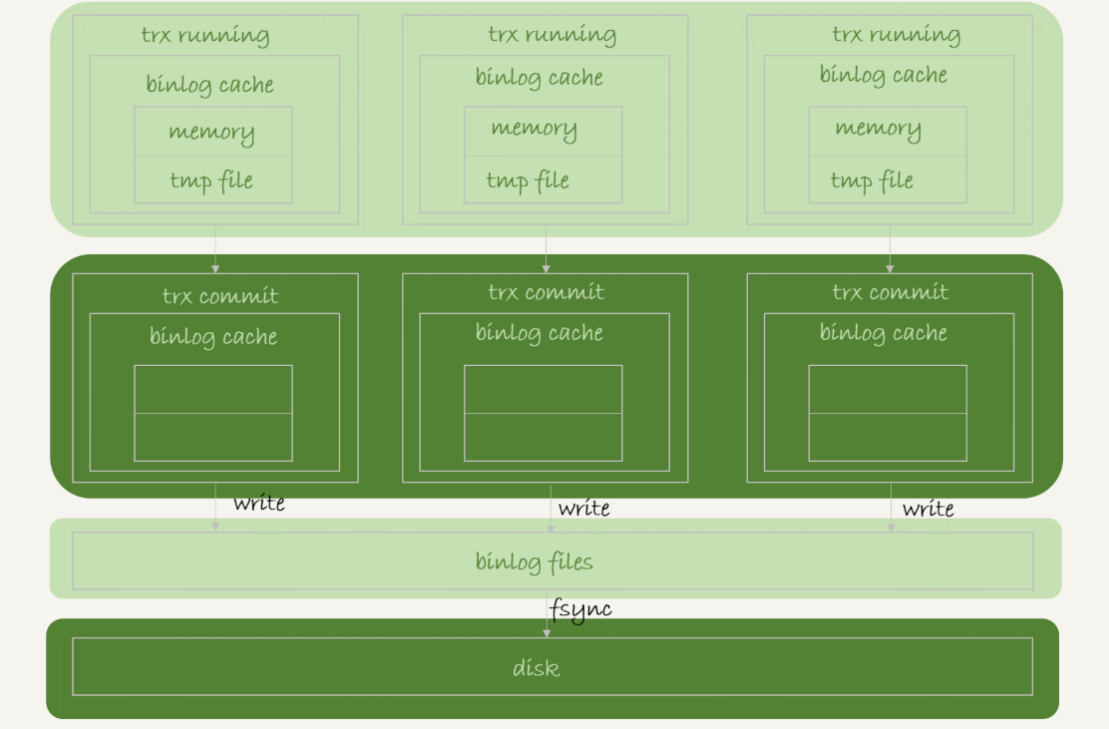 trx running
binlog cache
memory
tmp file
trx running
binlog cache
memory
tmp file
trx running
binlog cache
memory
tmp file
trx commit
binlog cache
trx commit
binlog cache
trx commit
binlog cache
write
write
write
binlog files
fsync
disk